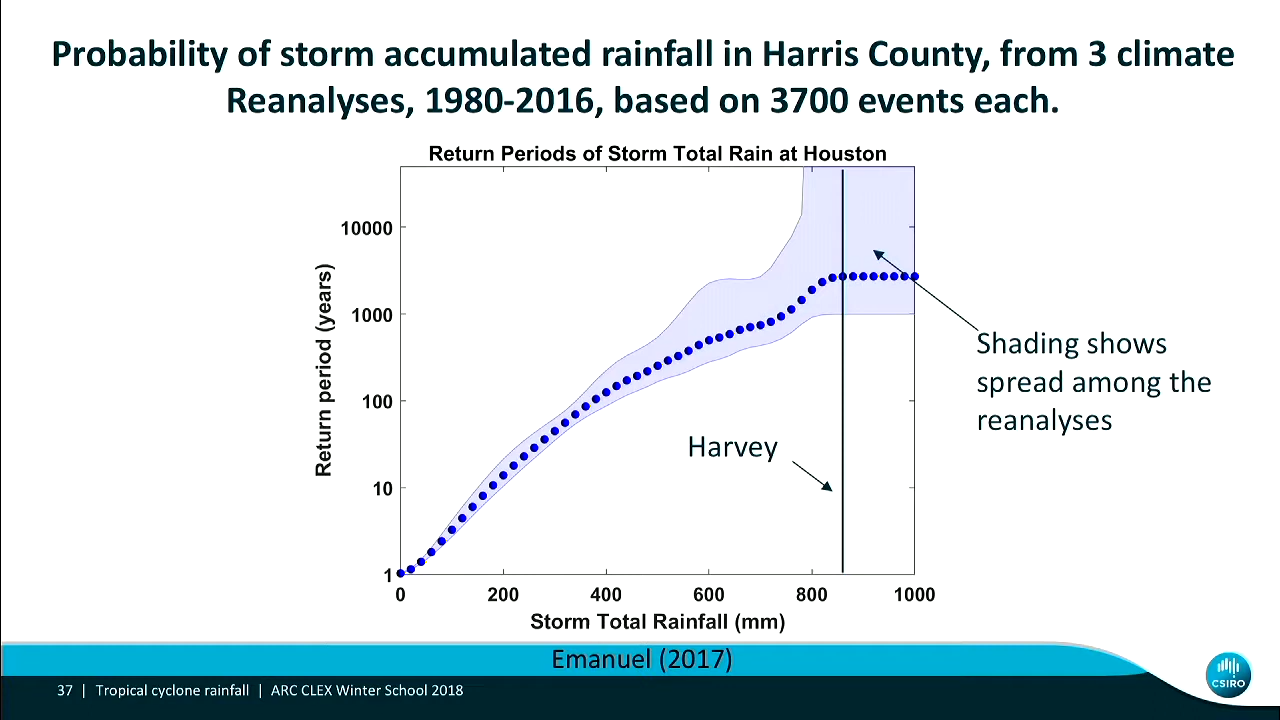 Probability of storm accumulated rainfall in Harris County, from 3 climate
Reanalyses, 1980-2016, based on 3700 events each.
Return Periods of Storm Total Rain at Houston
Return period (years)
10000
1000
100
10
1
0 200 400 600 800 1000
Storm Total Rainfall (mm)
Harvey
Shading shows
spread among the
reanalyses
Emanuel (2017)
37 | Tropical cyclone rainfall | ARC CLEX Winter School 2018
CSIRO